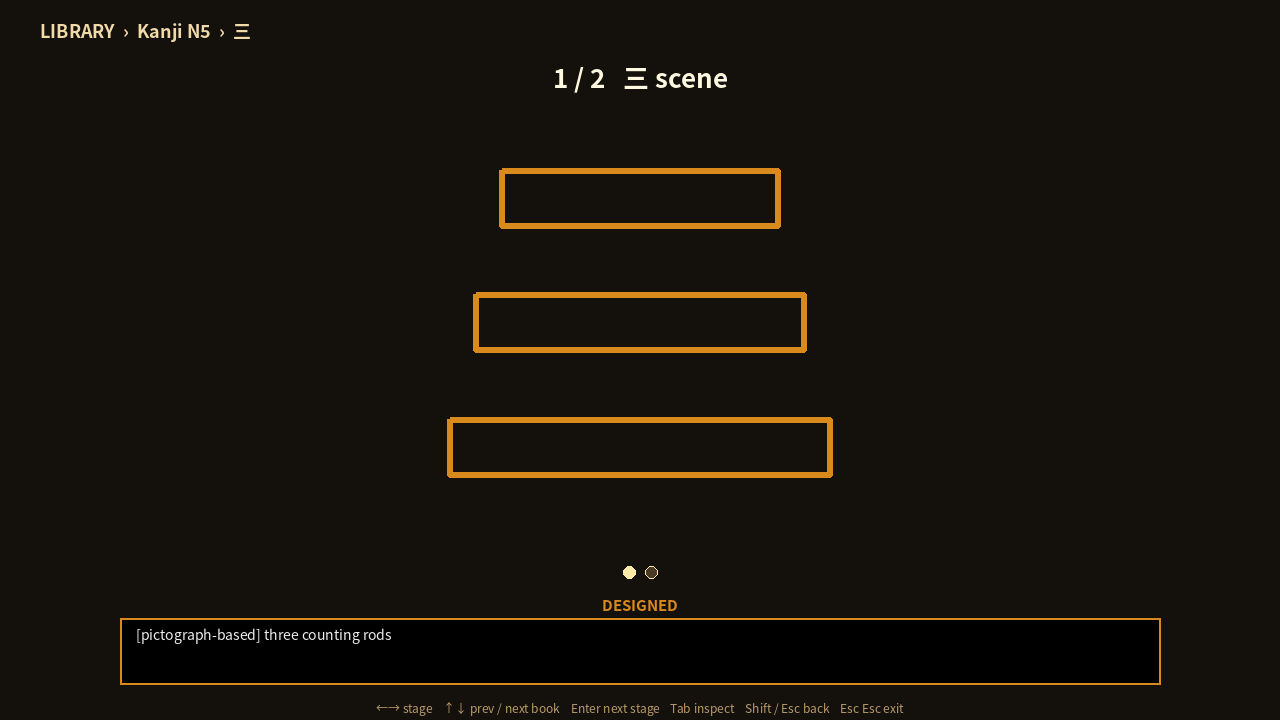 LIBRARY › Kanji N5 › 三
1 / 2 三 scene
DESIGNED
[pictograph-based] three counting rods
←→ stage ↑↓ prev / next book Enter next stage Tab inspect Shift / Esc back Esc Esc exit